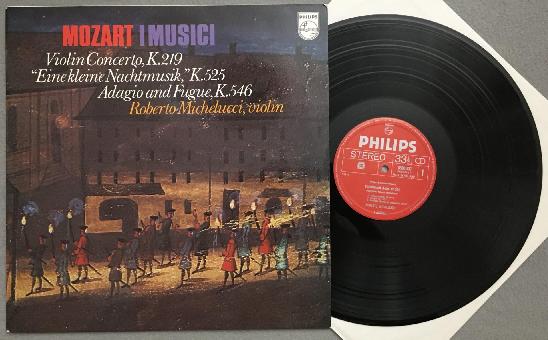 MOZART I MUSICI
PHILIPS
Violin Concerto, K.219
"Eine kleine Nachtmusik," K.525
Adagio and Fugue, K.546
Roberto Michelucci, violin
PHILIPS
STEREO 33⅓
1